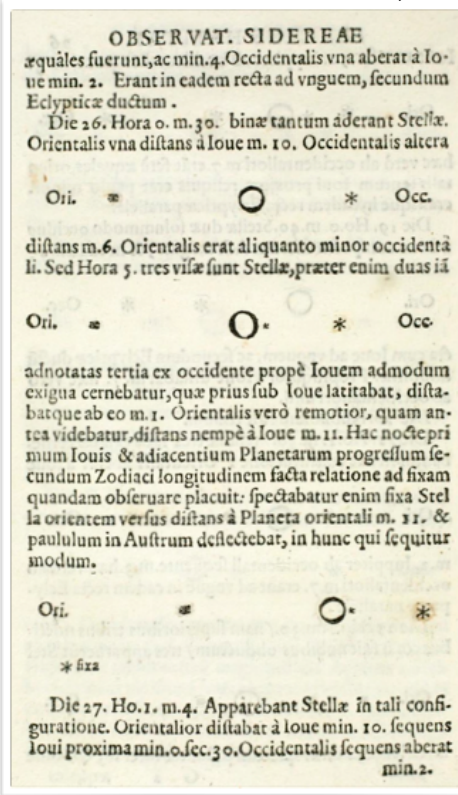 OBSERVAT. SIDEREAE
æquales fuerunt, ac min. 4. Occidentalis vna aberat à Io-
ue min. 2. Erant in eadem recta ad vnguem, secundum
Eclypticæ ductum.
Die 26. Hora 0. m. 30. binæ tantum aderant Stellæ.
Orientalis vna distans à Ioue m. 10. Occidentalis altera
Ori. * O * Occ.
distans m. 6. Orientalis erat aliquanto minor occidentà
li. Sed Hora 5. tres visæ sunt Stellæ, præter enim duas iã
Ori. * O * * Occ.
adnotatas tertia ex occidente propè Iouem admodum
exigua cernebatur, quæ prius sub Ioue latitabat, dista-
batque ab eo m. 1. Orientalis verò remotior, quam an-
tea videbatur, distans nempè à Ioue m. 11. Hac nocte pri
mum Iouis & adiacentium Planetarum progressum se-
cundum Zodiaci longitudinem facta relatione ad fixam
quandam obseruare placuit: spectabatur enim fixa Stel
la orientem versus distans à Planeta orientali m. 11. &
paululum in Austrum deflectebat, in hunc qui sequitur
modum.
Ori. * O * *
* fixa
Die 27. Ho. 1. m. 4. Apparebant Stellæ in tali confi-
guratione. Orientalior distabat à Ioue min. 10. sequens
Ioui proxima min. 0. sec. 30. Occidentalis sequens aberat
min. 2.